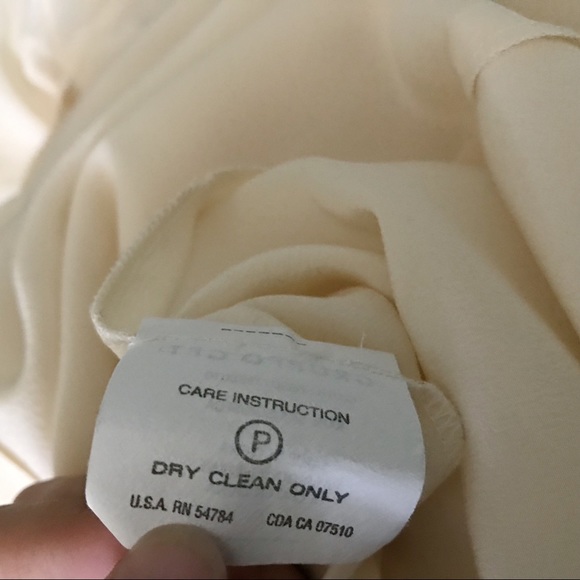 CARE INSTRUCTION
P
DRY CLEAN ONLY
U.S.A. RN 54784 CDA CA 07510